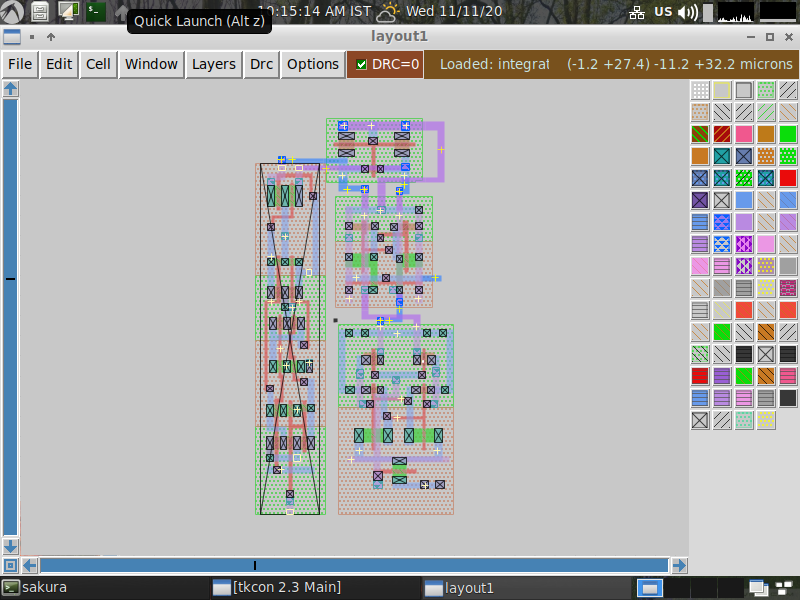 10:15:14 AM IST
Wed 11/11/20
US
Quick Launch (Alt z)
layout1
File Edit Cell Window Layers Drc Options DRC=0 Loaded: integrat (-1.2 +27.4) -11.2 +32.2 microns
sakura [tkcon 2.3 Main] layout1